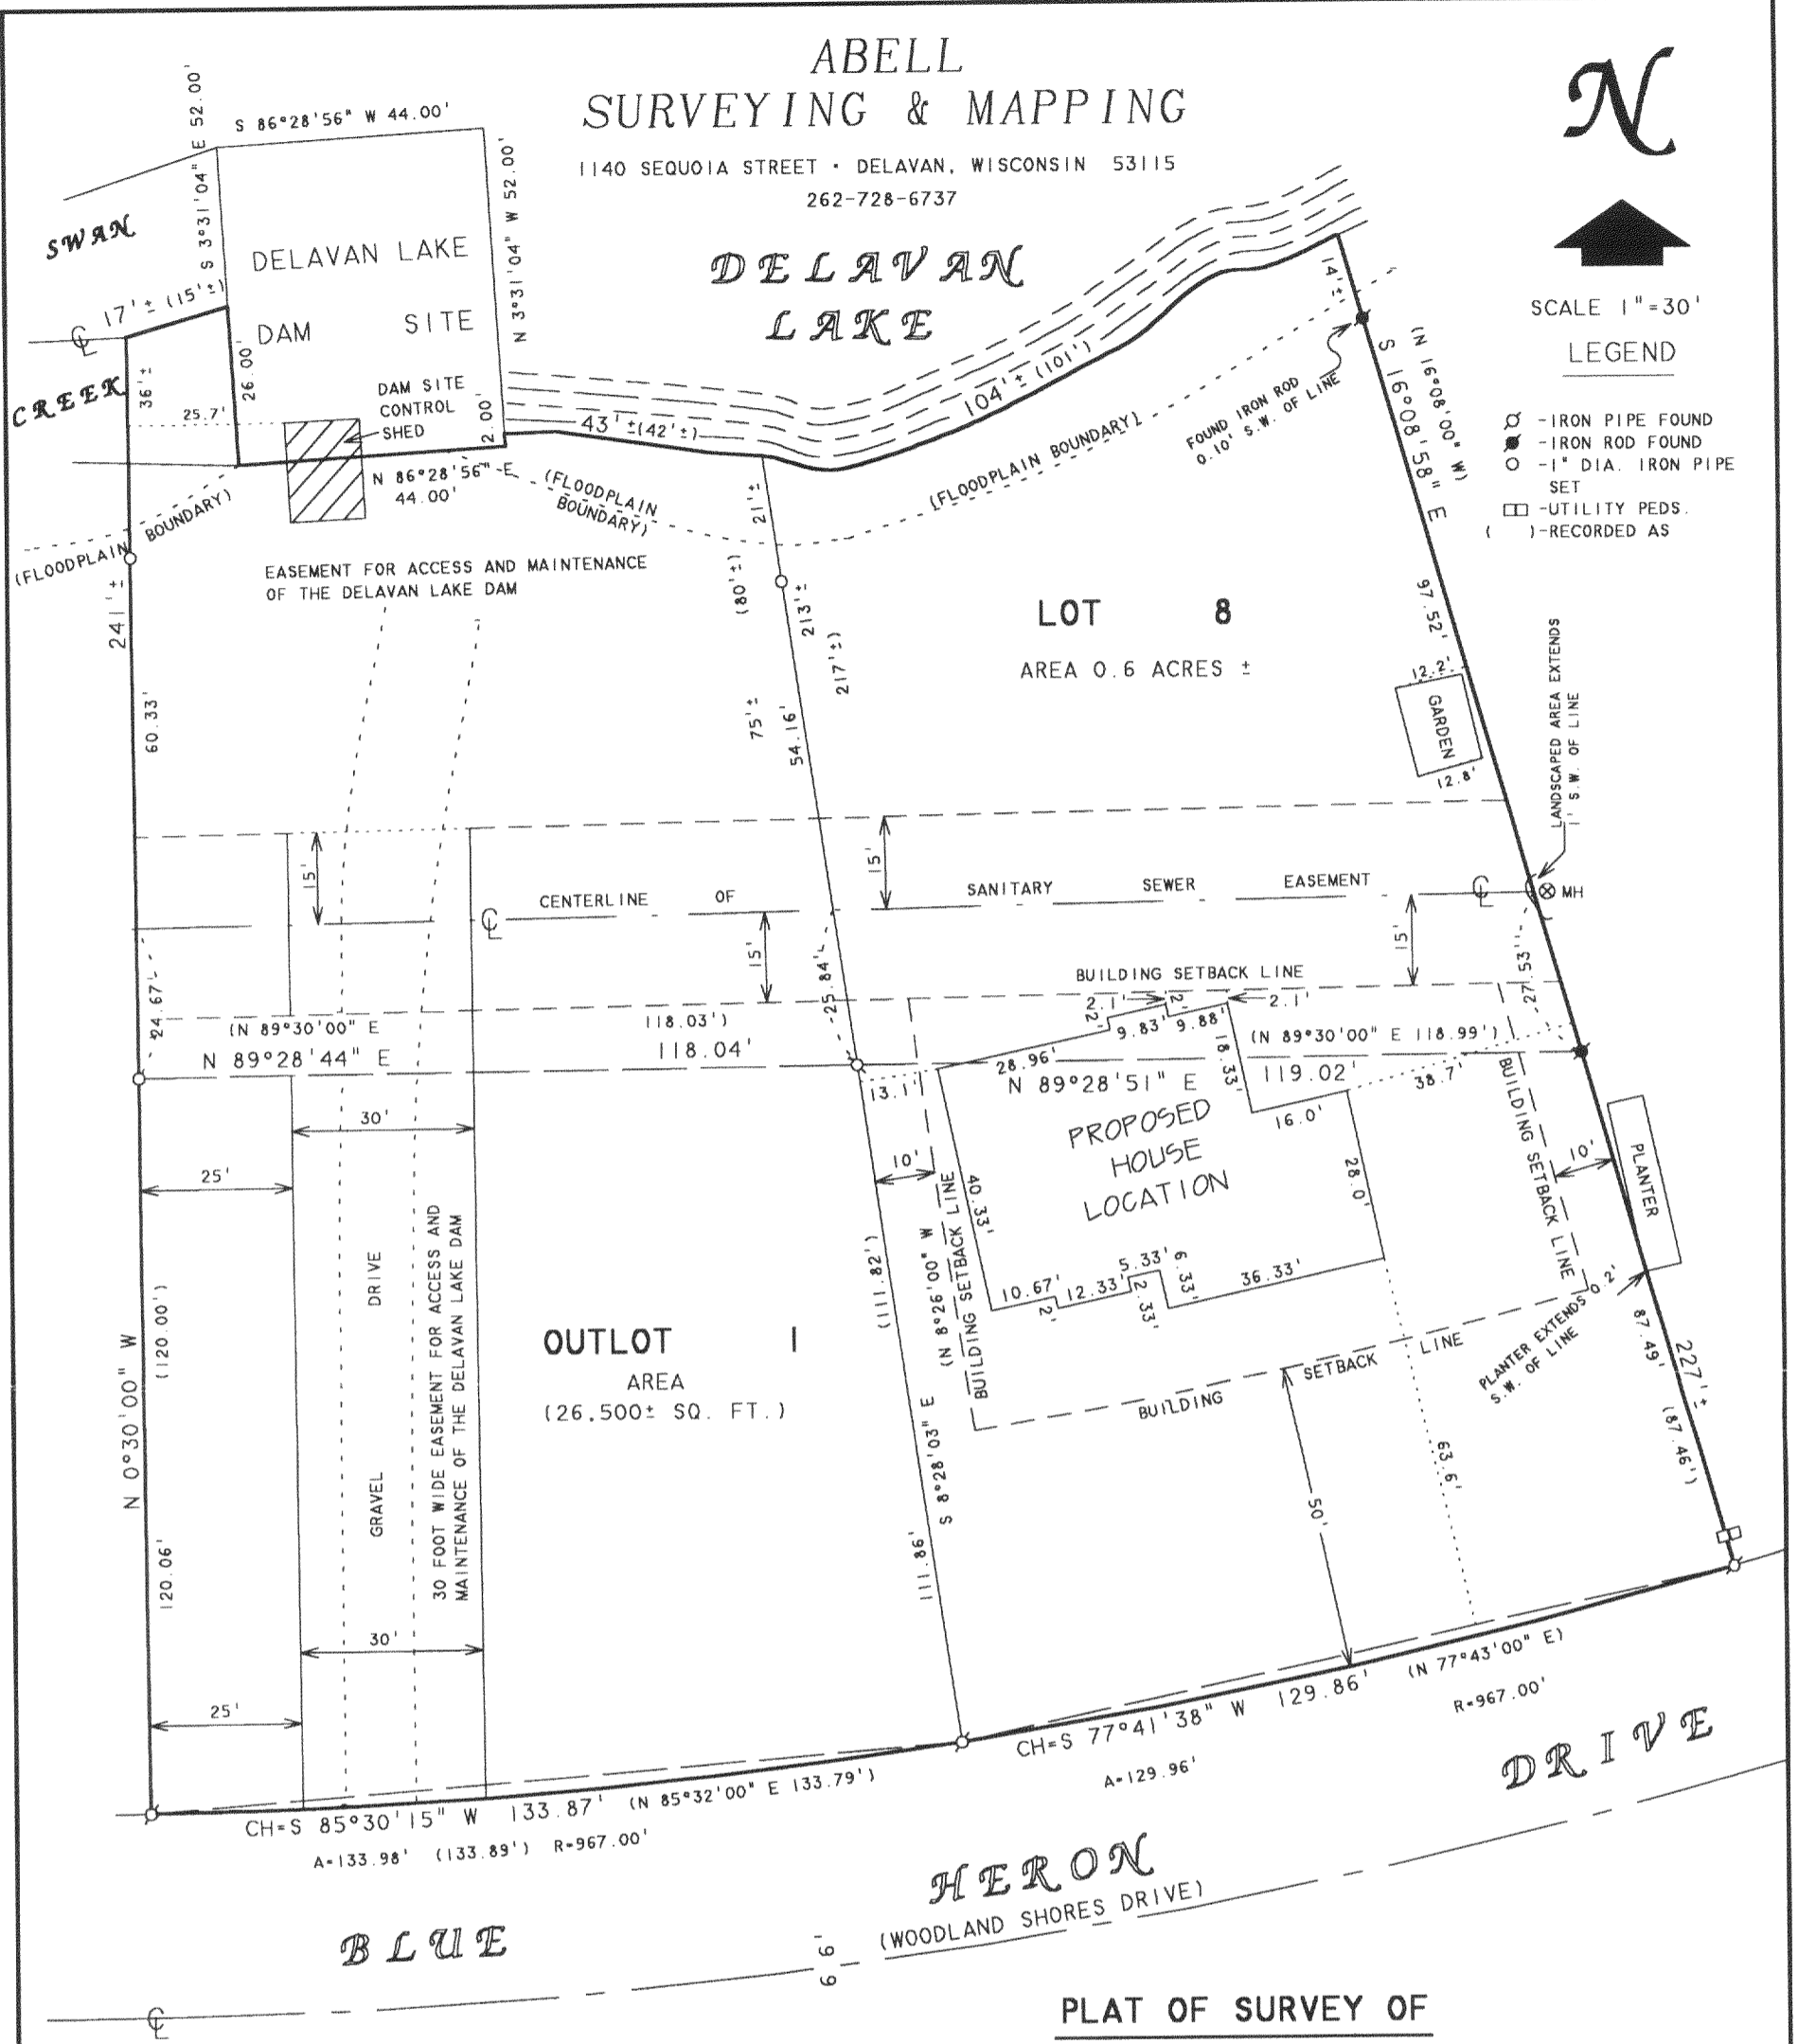 ABELL
SURVEYING & MAPPING
1140 SEQUOIA STREET · DELAVAN, WISCONSIN 53115
262-728-6737
N
SCALE 1"=30'
LEGEND
-IRON PIPE FOUND
-IRON ROD FOUND
-1" DIA. IRON PIPE
SET
-UTILITY PEDS.
( )-RECORDED AS
S 86°28'56" W 44.00'
S 3°31'04" E 52.00'
N 3°31'04" W 52.00'
SWAN
CREEK
DELAVAN LAKE
DAM SITE
DELAVAN
LAKE
17'± (15'±)
℄
36'±
26.00'
25.7'
DAM SITE
CONTROL
SHED
2.00'
N 86°28'56" E
44.00'
43'±(42'±)
104'± (101')
14'±
(FLOODPLAIN BOUNDARY)
(FLOODPLAIN
BOUNDARY)
(FLOODPLAIN BOUNDARY)
FOUND IRON ROD
0.10' S.W. OF LINE
(N 16°08'00" W)
S 16°08'58" E
97.52'
EASEMENT FOR ACCESS AND MAINTENANCE
OF THE DELAVAN LAKE DAM
241'±
60.33'
21'±
(80'±)
213'±
217'±)
75'±
54.16'
LOT 8
AREA 0.6 ACRES ±
12.2'
GARDEN
12.8'
LANDSCAPED AREA EXTENDS
1' S.W. OF LINE
15'
15'
15'
15'
CENTERLINE OF SANITARY SEWER EASEMENT
℄
℄
MH
24.67'
25.84'
27.53'
BUILDING SETBACK LINE
(N 89°30'00" E 118.03')
N 89°28'44" E 118.04'
(N 89°30'00" E 118.99')
N 89°28'51" E 119.02'
28.96'
2'
2.1'
9.83'
2'
9.88'
2.1'
18.33'
16.0'
38.7'
13.1'
PROPOSED
HOUSE
LOCATION
40.33'
28.0'
10.67'
2'
12.33'
2.33'
5.33'
6.33'
36.33'
30'
25'
10'
10'
BUILDING SETBACK LINE
PLANTER
PLANTER EXTENDS 0.2'
S.W. OF LINE
BUILDING SETBACK LINE
(N 8°26'00" W
(111.82')
S 8°28'03" E
111.86'
BUILDING SETBACK LINE
50'
63.6'
87.49'
227'±
(87.46')
OUTLOT 1
AREA
(26,500± SQ. FT.)
GRAVEL DRIVE
30 FOOT WIDE EASEMENT FOR ACCESS AND
MAINTENANCE OF THE DELAVAN LAKE DAM
N 0°30'00" W
(120.00')
120.06'
30'
25'
CH=S 85°30'15" W 133.87' (N 85°32'00" E 133.79')
A=133.98' (133.89') R=967.00'
CH=S 77°41'38" W 129.86' (N 77°43'00" E)
A=129.96'
R=967.00'
BLUE HERON DRIVE
(WOODLAND SHORES DRIVE)
66'
℄
PLAT OF SURVEY OF